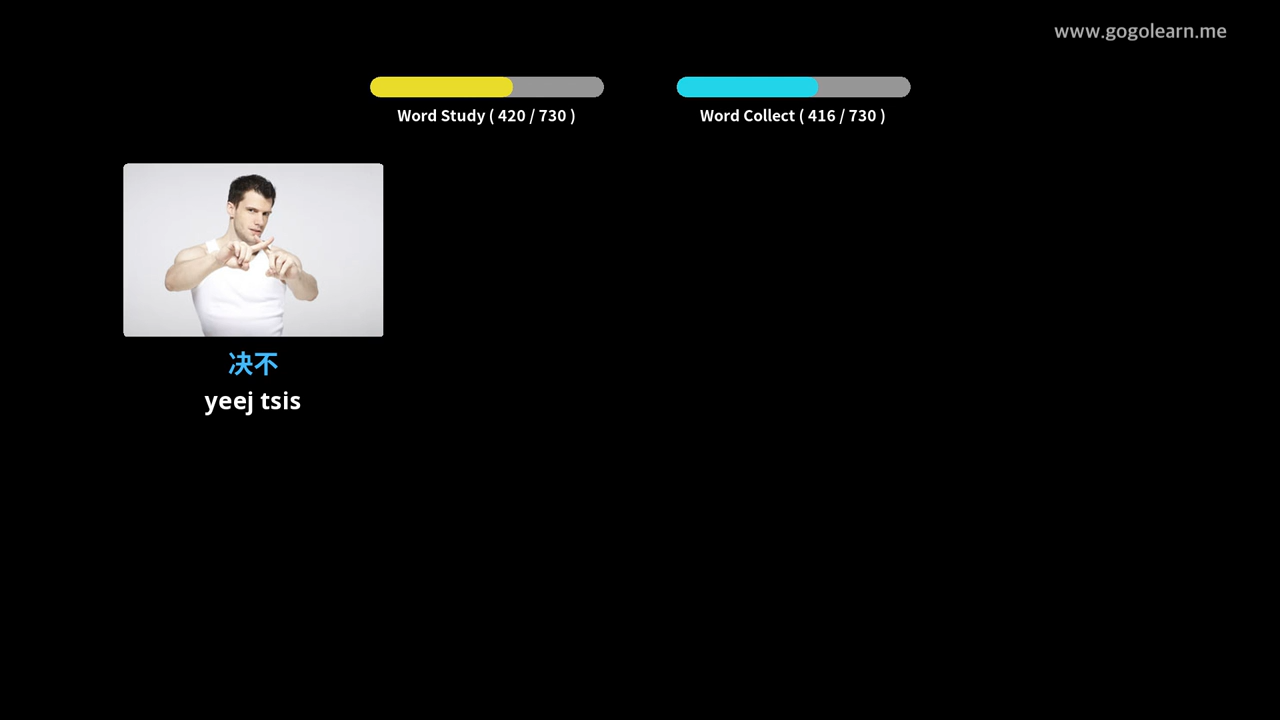 www.gogolearn.me
Word Study ( 420 / 730 )
Word Collect ( 416 / 730 )
决不
yeej tsis